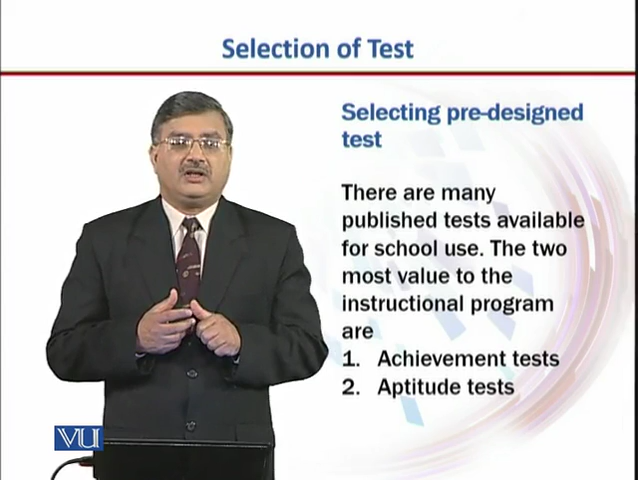 Selection of Test
Selecting pre-designed
test
There are many
published tests available
for school use. The two
most value to the
instructional program
are
1. Achievement tests
2. Aptitude tests
VU